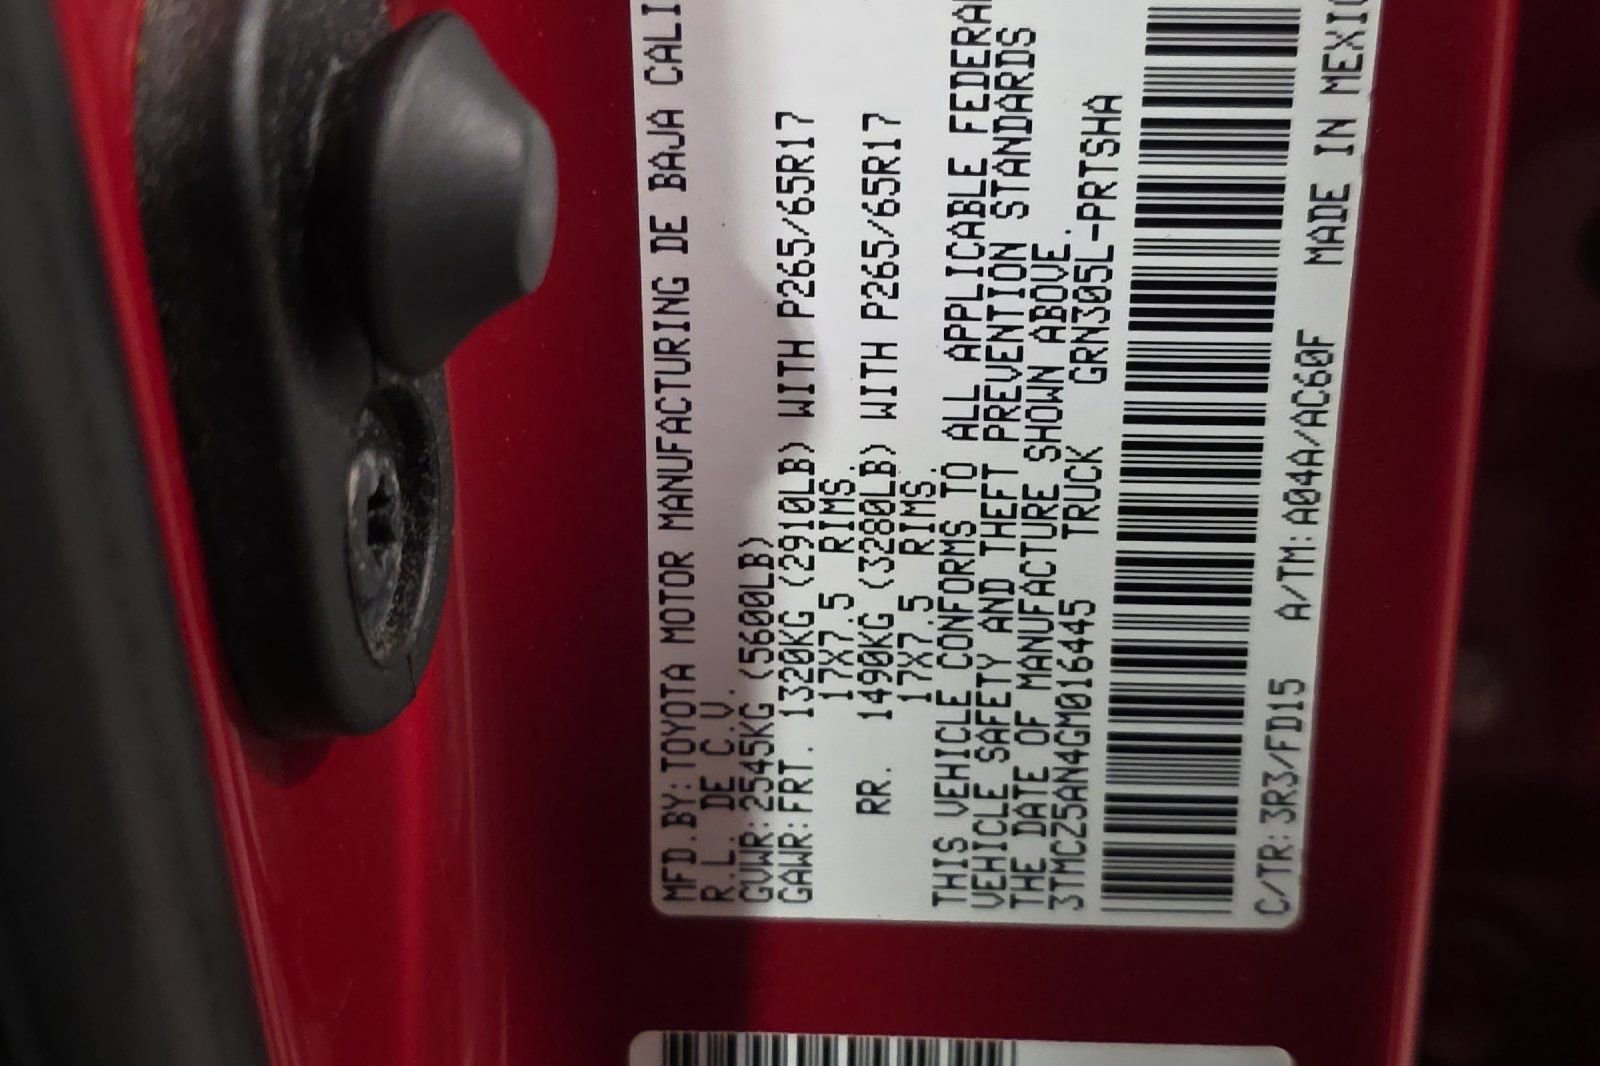 MFD.BY:TOYOTA MOTOR MANUFACTURING DE BAJA CALI
R.L. DE C.V.
GVWR:2545KG (5600LB)
GAWR:FRT. 1320KG (2910LB) WITH P265/65R17
17X7.5 RIMS.
RR. 1490KG (3280LB) WITH P265/65R17
17X7.5 RIMS.
THIS VEHICLE CONFORMS TO ALL APPLICABLE FEDERA
VEHICLE SAFETY AND THEFT PREVENTION STANDARDS
THE DATE OF MANUFACTURE SHOWN ABOVE.
3TMCZ5AN4GM016445 TRUCK GRN305L-PRTSHA
C/TR:3R3/FD15 A/TM:A04A/AC60F MADE IN MEXIC